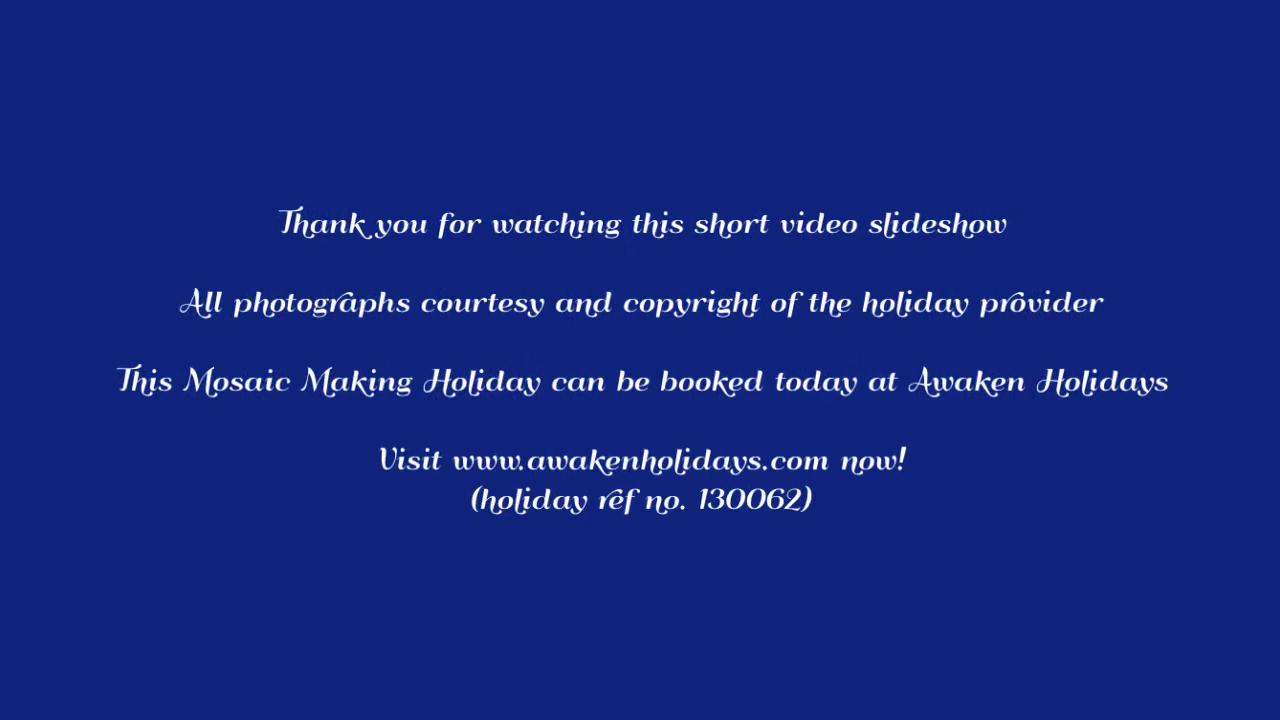 Thank you for watching this short video slideshow
All photographs courtesy and copyright of the holiday provider
This Mosaic Making Holiday can be booked today at Awaken Holidays
Visit www.awakenholidays.com now!
(holiday ref no. 130062)